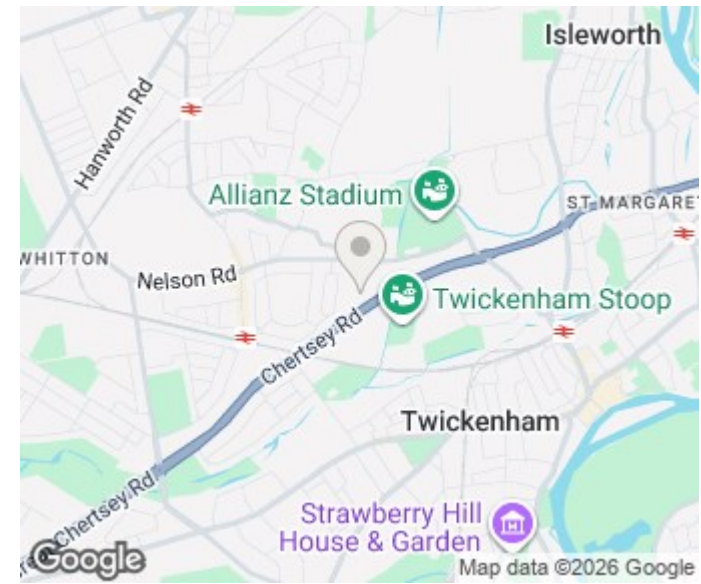 Isleworth
Hanworth Rd
Allianz Stadium
ST MARGARET
WHITTON
Nelson Rd
Twickenham Stoop
Chertsey Rd
Twickenham
Chertsey Rd
Strawberry Hill
House & Garden
Google
Map data ©2026 Google